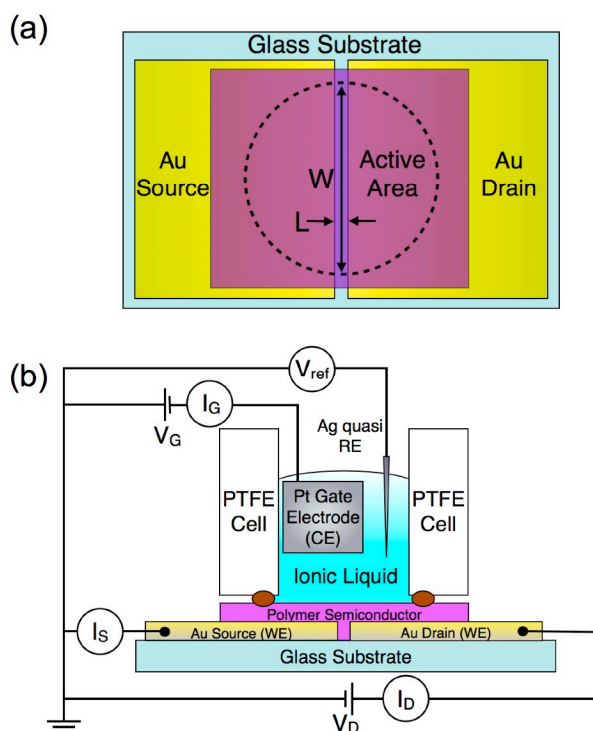 (a)
Glass Substrate
Au
Source
W
Active
Area
Au
Drain
L
(b)
Vref
IG
VG
Ag quasi
RE
PTFE
Cell
Pt Gate
Electrode
(CE)
PTFE
Cell
Ionic Liquid
Polymer Semiconductor
IS
Au Source (WE)
Au Drain (WE)
Glass Substrate
VD
ID